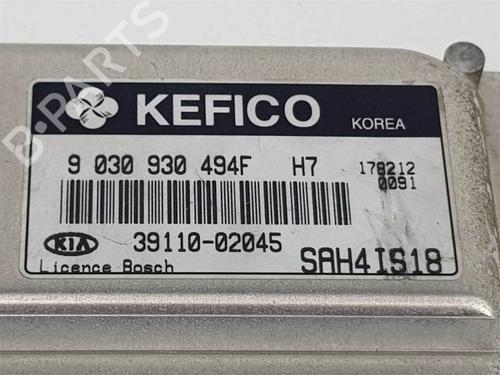 B-PARTS
KEFICO
KOREA
9 030 930 494F H7 178212
0091
KIA 39110-02045
Licence Bosch SAH4IS18